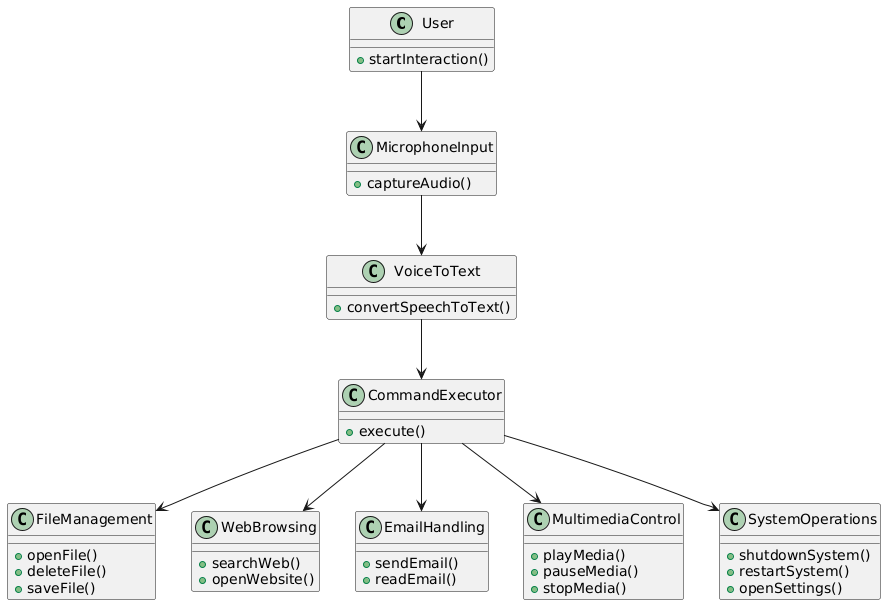 C User
startInteraction()
C MicrophoneInput
captureAudio()
C VoiceToText
convertSpeechToText()
C CommandExecutor
execute()
C FileManagement
openFile()
deleteFile()
saveFile()
C WebBrowsing
searchWeb()
openWebsite()
C EmailHandling
sendEmail()
readEmail()
C MultimediaControl
playMedia()
pauseMedia()
stopMedia()
C SystemOperations
shutdownSystem()
restartSystem()
openSettings()